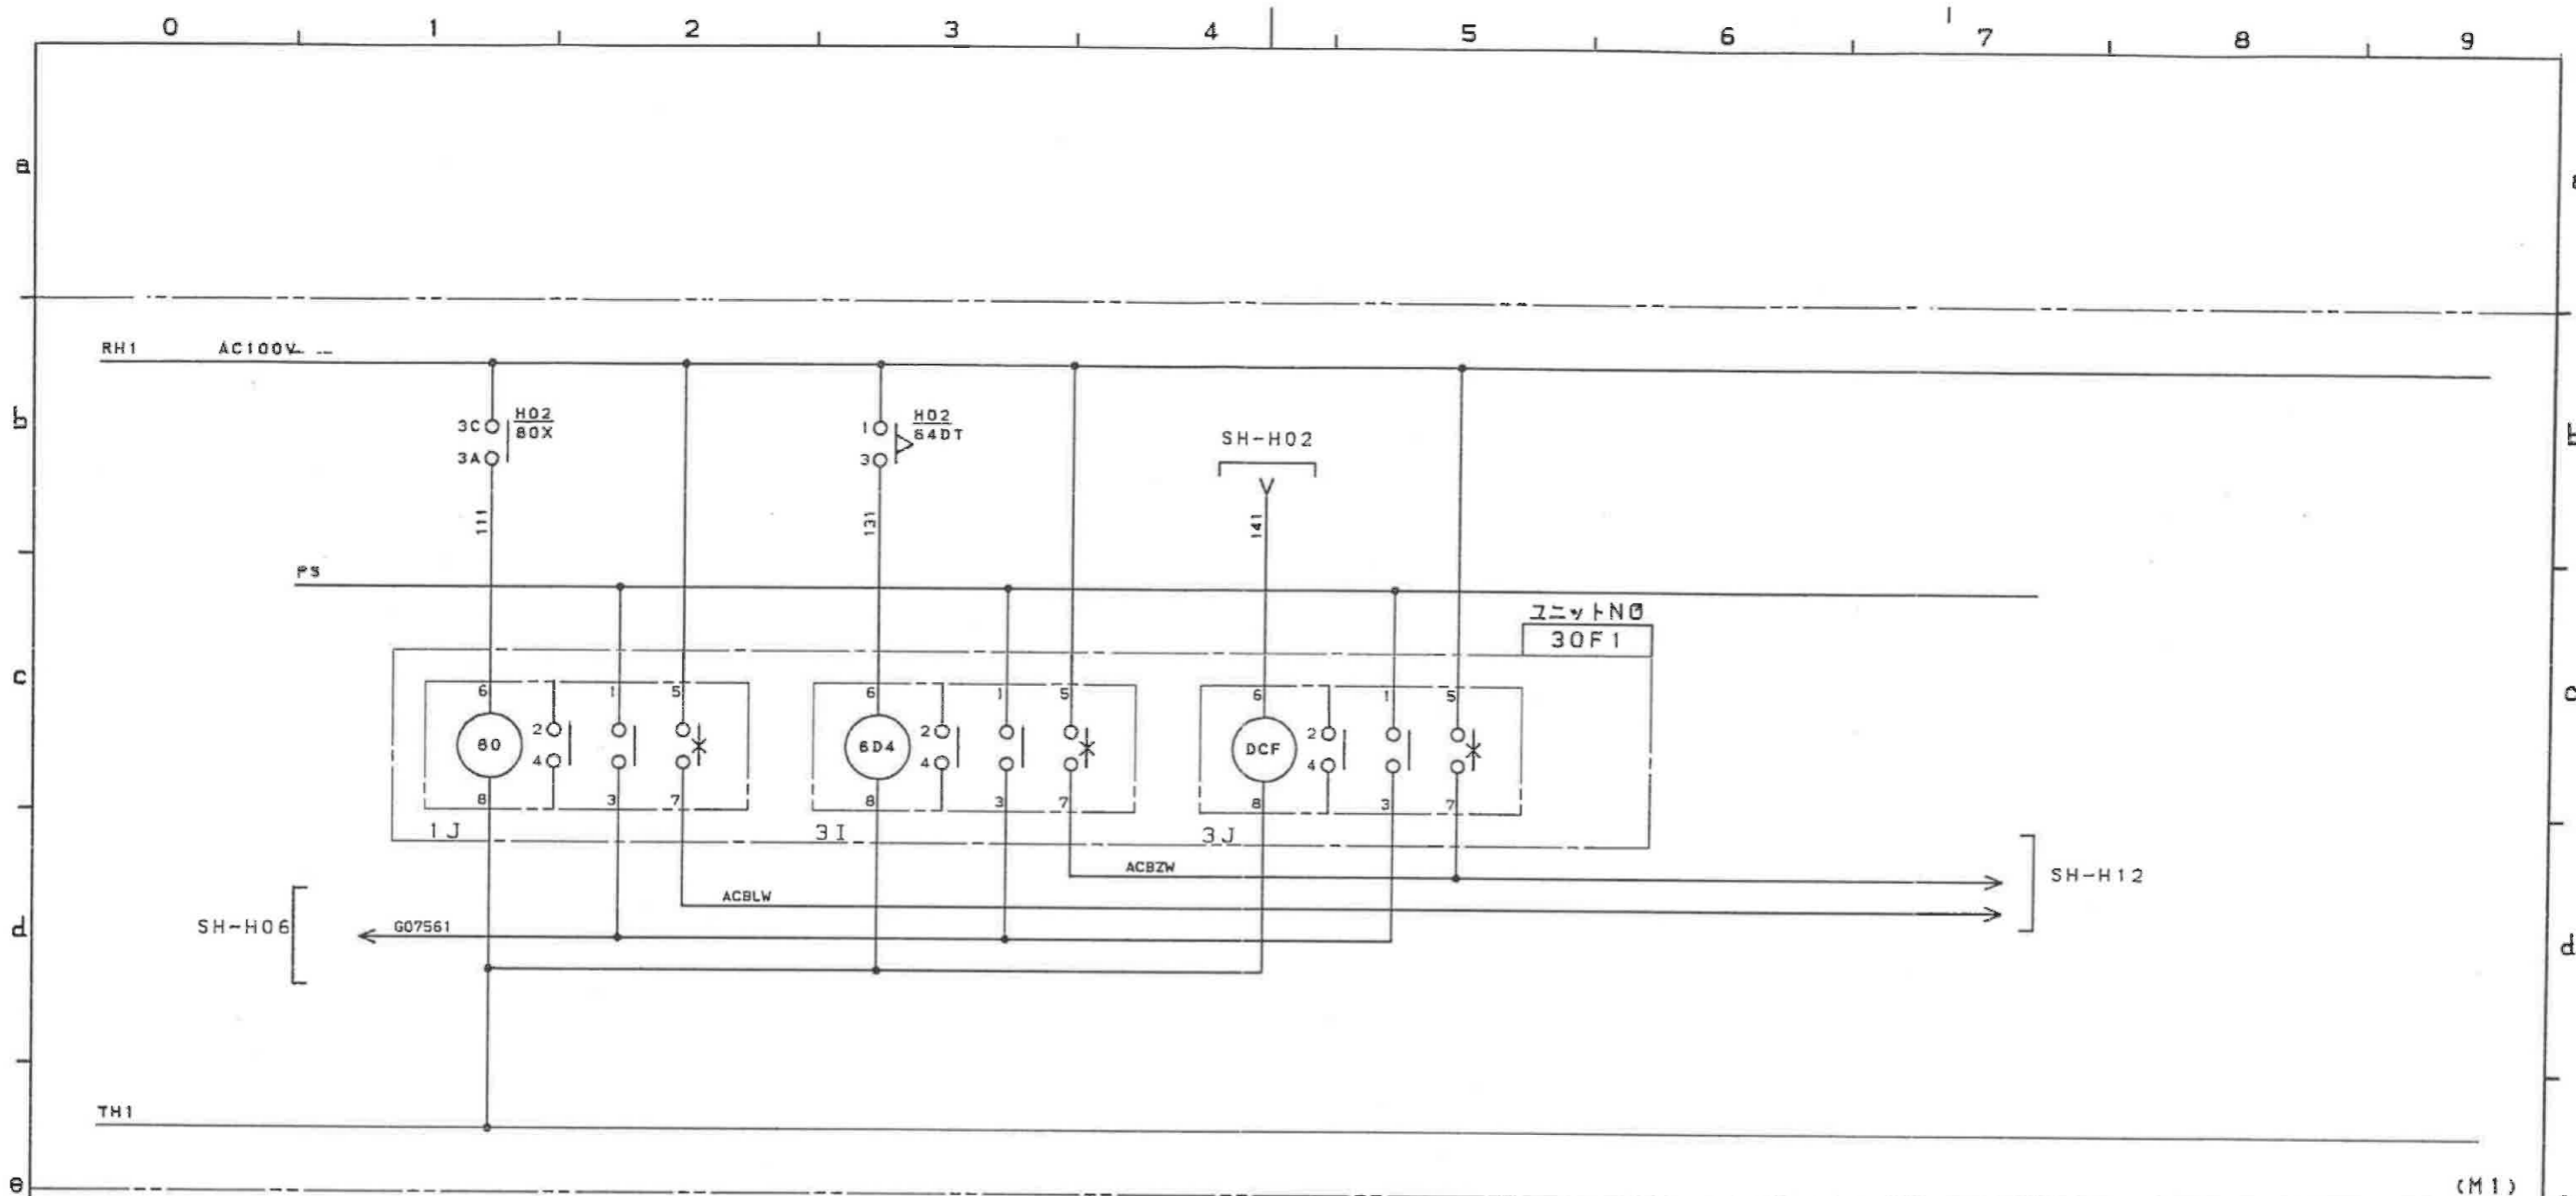 0 1 2 3 4 5 6 7 8 9
a
RH1 AC100V
b b
3C H02
80X
3A
1 H02
64DT
3
SH-H02
111 131 141
PS
ユニットNO
30F1
c c
6 1 5 6 1 5 6 1 5
80 2 4
6D4 2 4
DCF 2 4
8 3 7 8 3 7 8 3 7
1J 3I 3J
ACBZW
SH-H12
ACBLW
SH-H06 G07561
d d
TH1
e (M1)